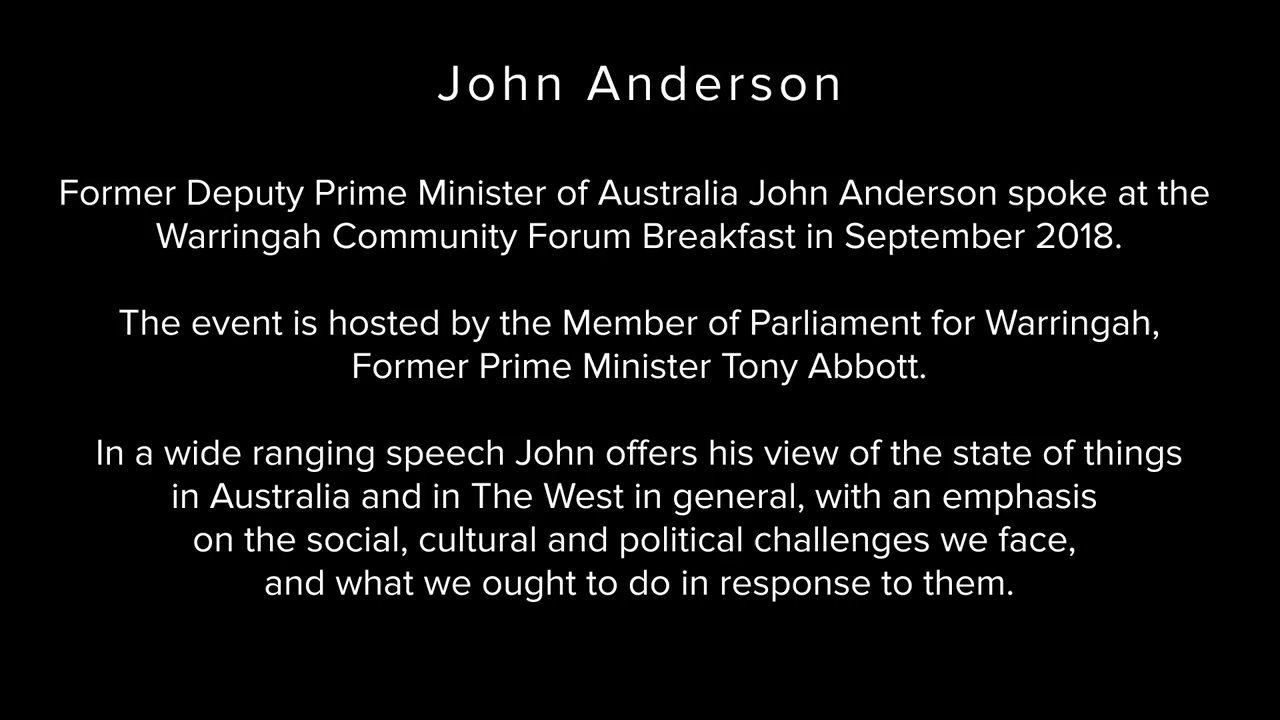 John Anderson
Former Deputy Prime Minister of Australia John Anderson spoke at the
Warringah Community Forum Breakfast in September 2018.
The event is hosted by the Member of Parliament for Warringah,
Former Prime Minister Tony Abbott.
In a wide ranging speech John offers his view of the state of things
in Australia and in The West in general, with an emphasis
on the social, cultural and political challenges we face,
and what we ought to do in response to them.